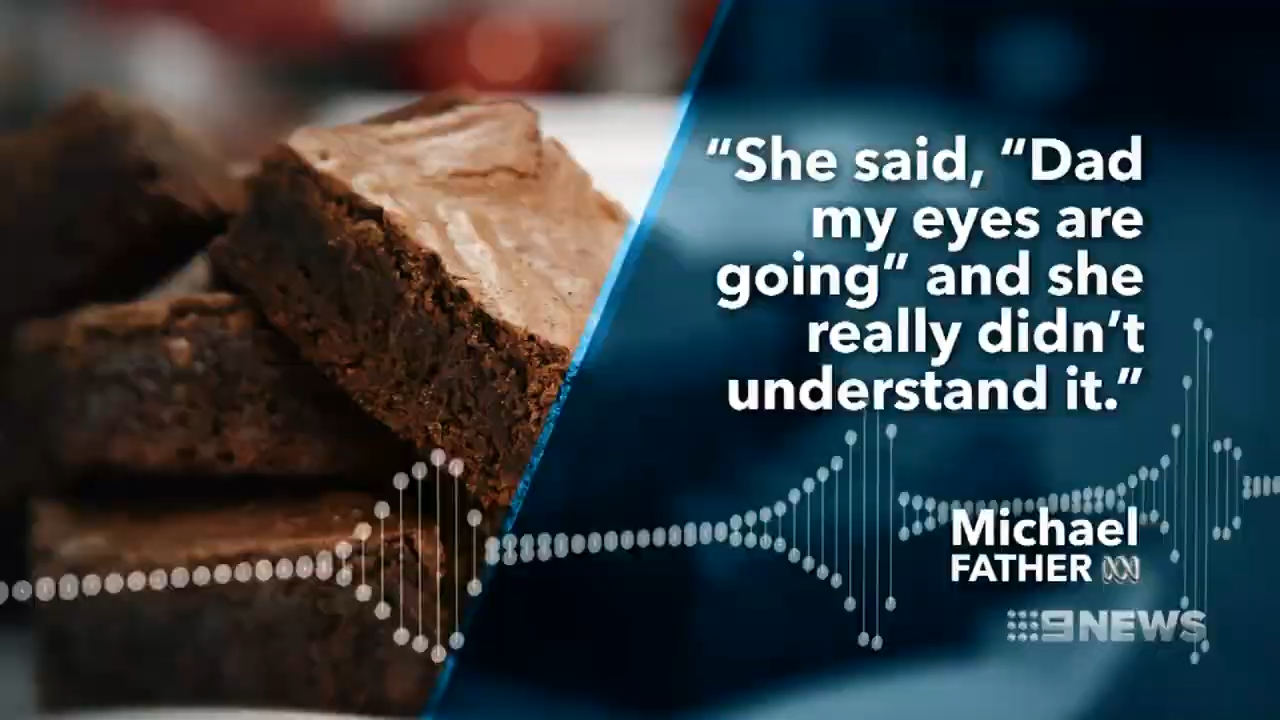 “She said, “Dad
my eyes are
going” and she
really didn’t
understand it.”
Michael
FATHER
9NEWS